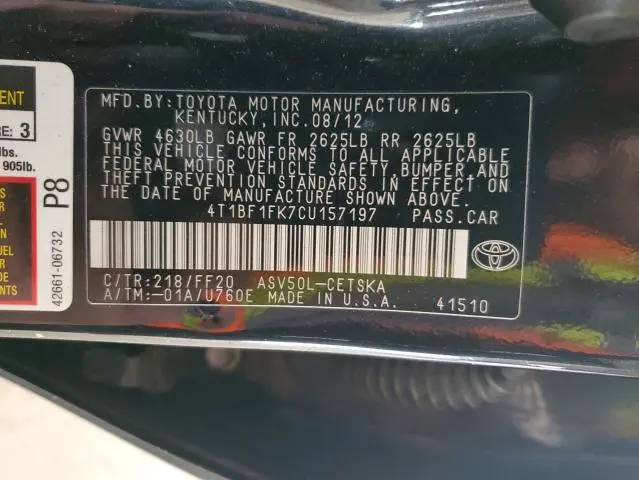 ENT
RE: 3
lbs.
905lb.
P8
42661-06732
MFD.BY:TOYOTA MOTOR MANUFACTURING,
KENTUCKY,INC.08/12
GVWR 4630LB GAWR FR 2625LB RR 2625LB
THIS VEHICLE CONFORMS TO ALL APPLICABLE
FEDERAL MOTOR VEHICLE SAFETY,BUMPER,AND
THEFT PREVENTION STANDARDS IN EFFECT ON
THE DATE OF MANUFACTURE SHOWN ABOVE.
4T1BF1FK7CU157197 PASS.CAR
C/TR:218/FF20 ASV50L-CETSKA
A/TM:-01A/U760E MADE IN U.S.A. 41510